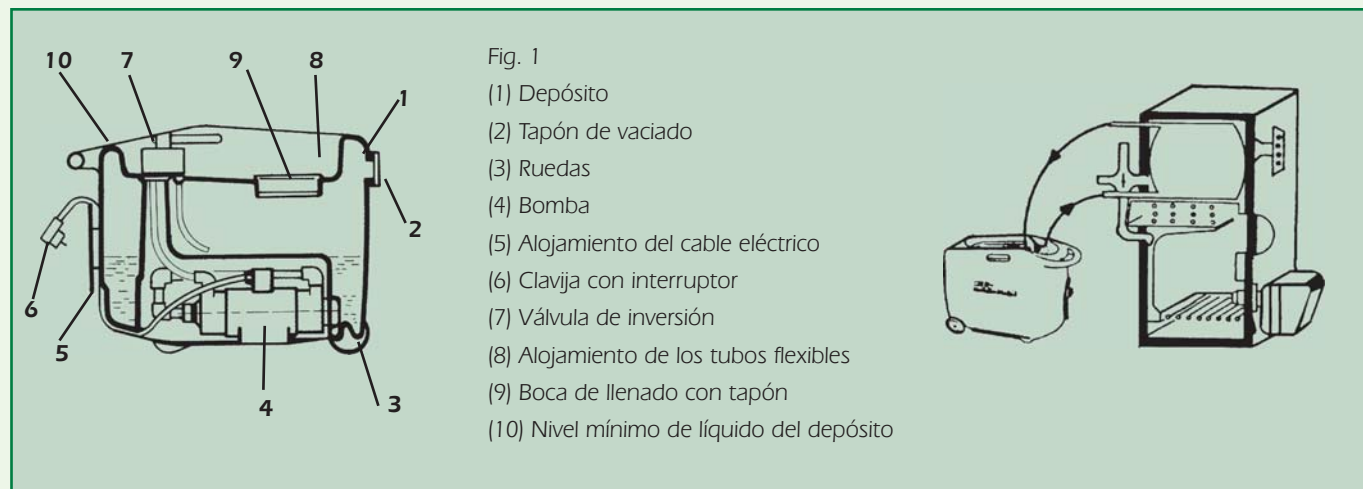 10 7 9 8
1
2
6
5
4 3
Fig. 1
(1) Depósito
(2) Tapón de vaciado
(3) Ruedas
(4) Bomba
(5) Alojamiento del cable eléctrico
(6) Clavija con interruptor
(7) Válvula de inversión
(8) Alojamiento de los tubos flexibles
(9) Boca de llenado con tapón
(10) Nivel mínimo de líquido del depósito